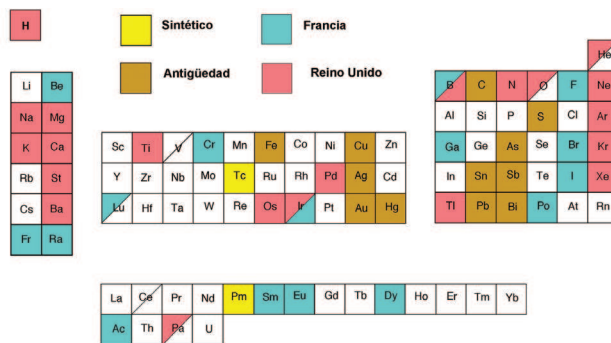 H
Sintético
Francia
Antigüedad
Reino Unido
He
Li Be
B C N O F Ne
Na Mg
Al Si P S Cl Ar
K Ca
Sc Ti V Cr Mn Fe Co Ni Cu Zn
Ga Ge As Se Br Kr
Rb St
Y Zr Nb Mo Tc Ru Rh Pd Ag Cd
In Sn Sb Te I Xe
Cs Ba
Lu Hf Ta W Re Os Ir Pt Au Hg
Tl Pb Bi Po At Rn
Fr Ra
La Ce Pr Nd Pm Sm Eu Gd Tb Dy Ho Er Tm Yb
Ac Th Pa U